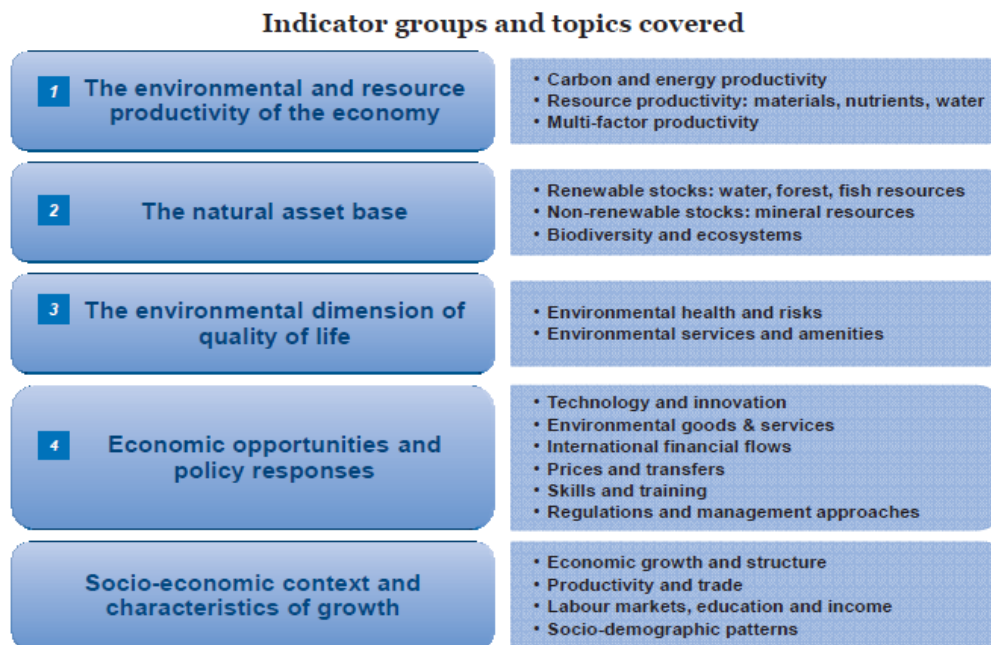 Indicator groups and topics covered
1
The environmental and resource
productivity of the economy
• Carbon and energy productivity
• Resource productivity: materials, nutrients, water
• Multi-factor productivity
2
The natural asset base
• Renewable stocks: water, forest, fish resources
• Non-renewable stocks: mineral resources
• Biodiversity and ecosystems
3
The environmental dimension of
quality of life
• Environmental health and risks
• Environmental services and amenities
4
Economic opportunities and
policy responses
• Technology and innovation
• Environmental goods & services
• International financial flows
• Prices and transfers
• Skills and training
• Regulations and management approaches
Socio-economic context and
characteristics of growth
• Economic growth and structure
• Productivity and trade
• Labour markets, education and income
• Socio-demographic patterns